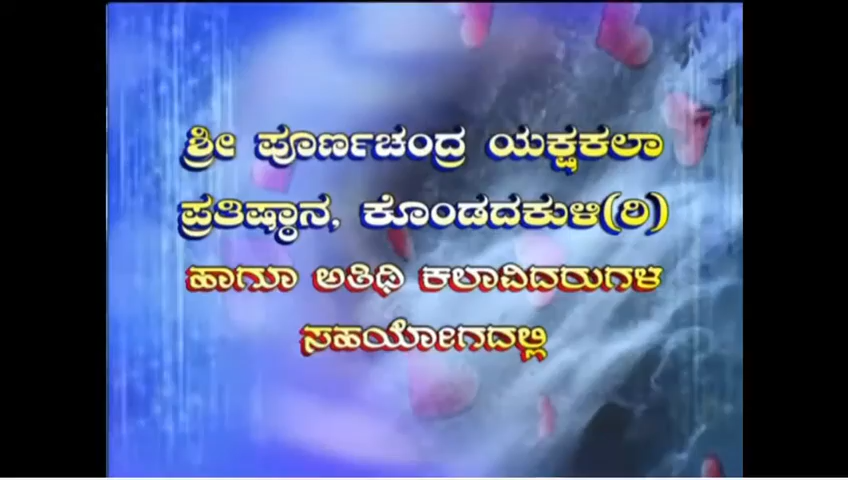 ಶ್ರೀ ಪೂರ್ಣಚಂದ್ರ ಯಕ್ಷಕಲಾ
ಪ್ರತಿಷ್ಠಾನ, ಕೊಂಡದಕುಳಿ(ರಿ)
ಹಾಗೂ ಅತಿಥಿ ಕಲಾವಿದರುಗಳ
ಸಹಯೋಗದಲ್ಲಿ